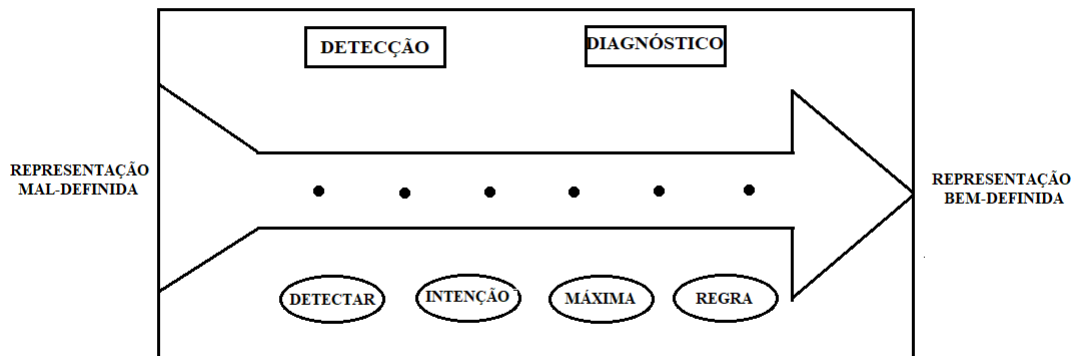 DETECÇÃO
DIAGNÓSTICO
REPRESENTAÇÃO
MAL-DEFINIDA
REPRESENTAÇÃO
BEM-DEFINIDA
DETECTAR
INTENÇÃO
MÁXIMA
REGRA